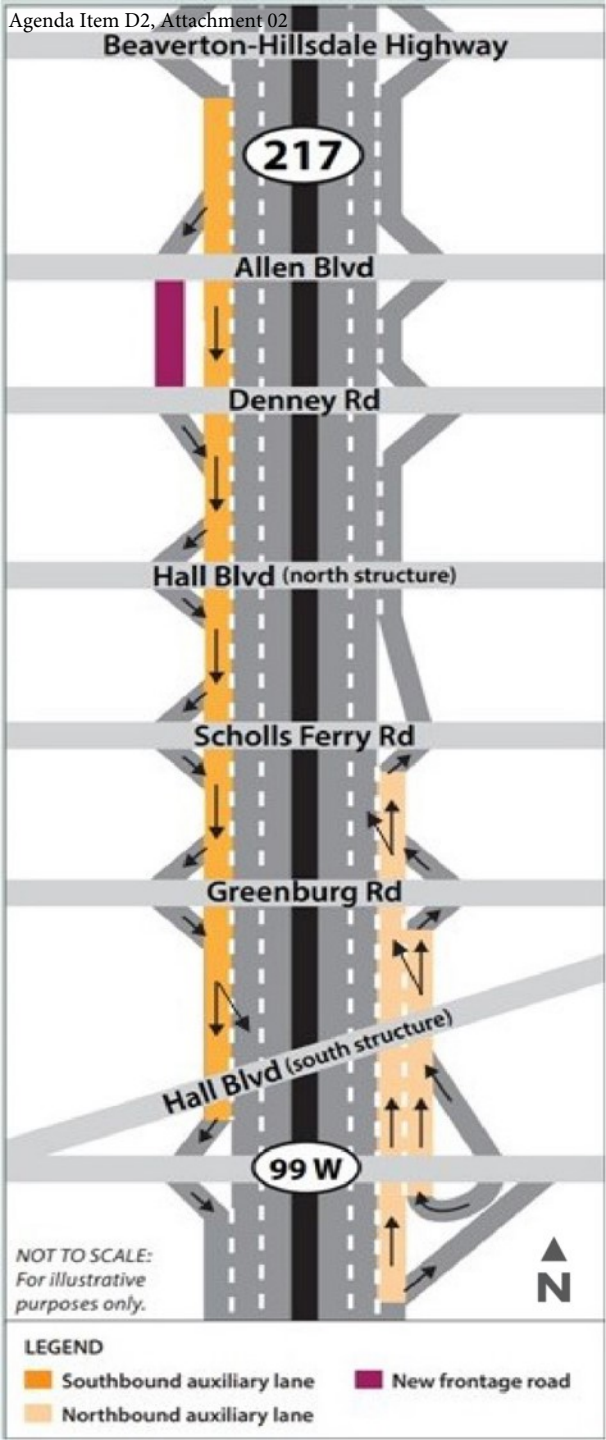 Agenda Item D2, Attachment 02
Beaverton-Hillsdale Highway
217
Allen Blvd
Denney Rd
Hall Blvd (north structure)
Scholls Ferry Rd
Greenburg Rd
Hall Blvd (south structure)
99 W
NOT TO SCALE:
For illustrative
purposes only.
N
LEGEND
Southbound auxiliary lane
New frontage road
Northbound auxiliary lane